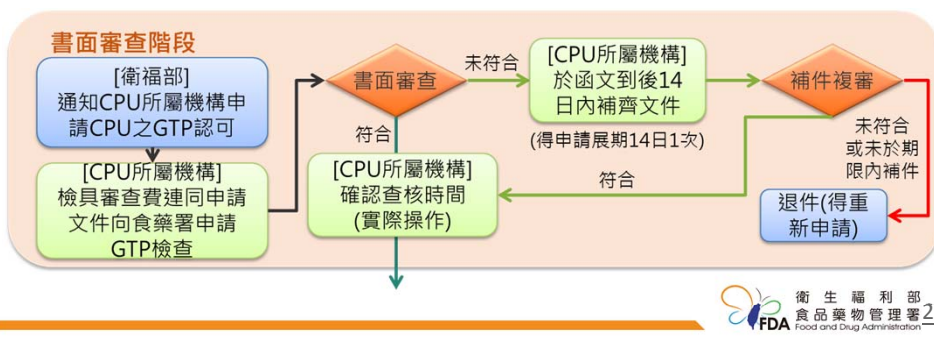 書面審查階段
[衛福部]
通知CPU所屬機構申
請CPU之GTP認可
[CPU所屬機構]
檢具審查費連同申請
文件向食藥署申請
GTP檢查
書面審查
未符合
[CPU所屬機構]
於函文到後14
日內補齊文件
(得申請展期14日1次)
補件複審
符合
[CPU所屬機構]
確認查核時間
(實際操作)
符合
未符合
或未於期
限內補件
退件(得重
新申請)
衛生福利部
食品藥物管理署
FDA Food and Drug Administration
2